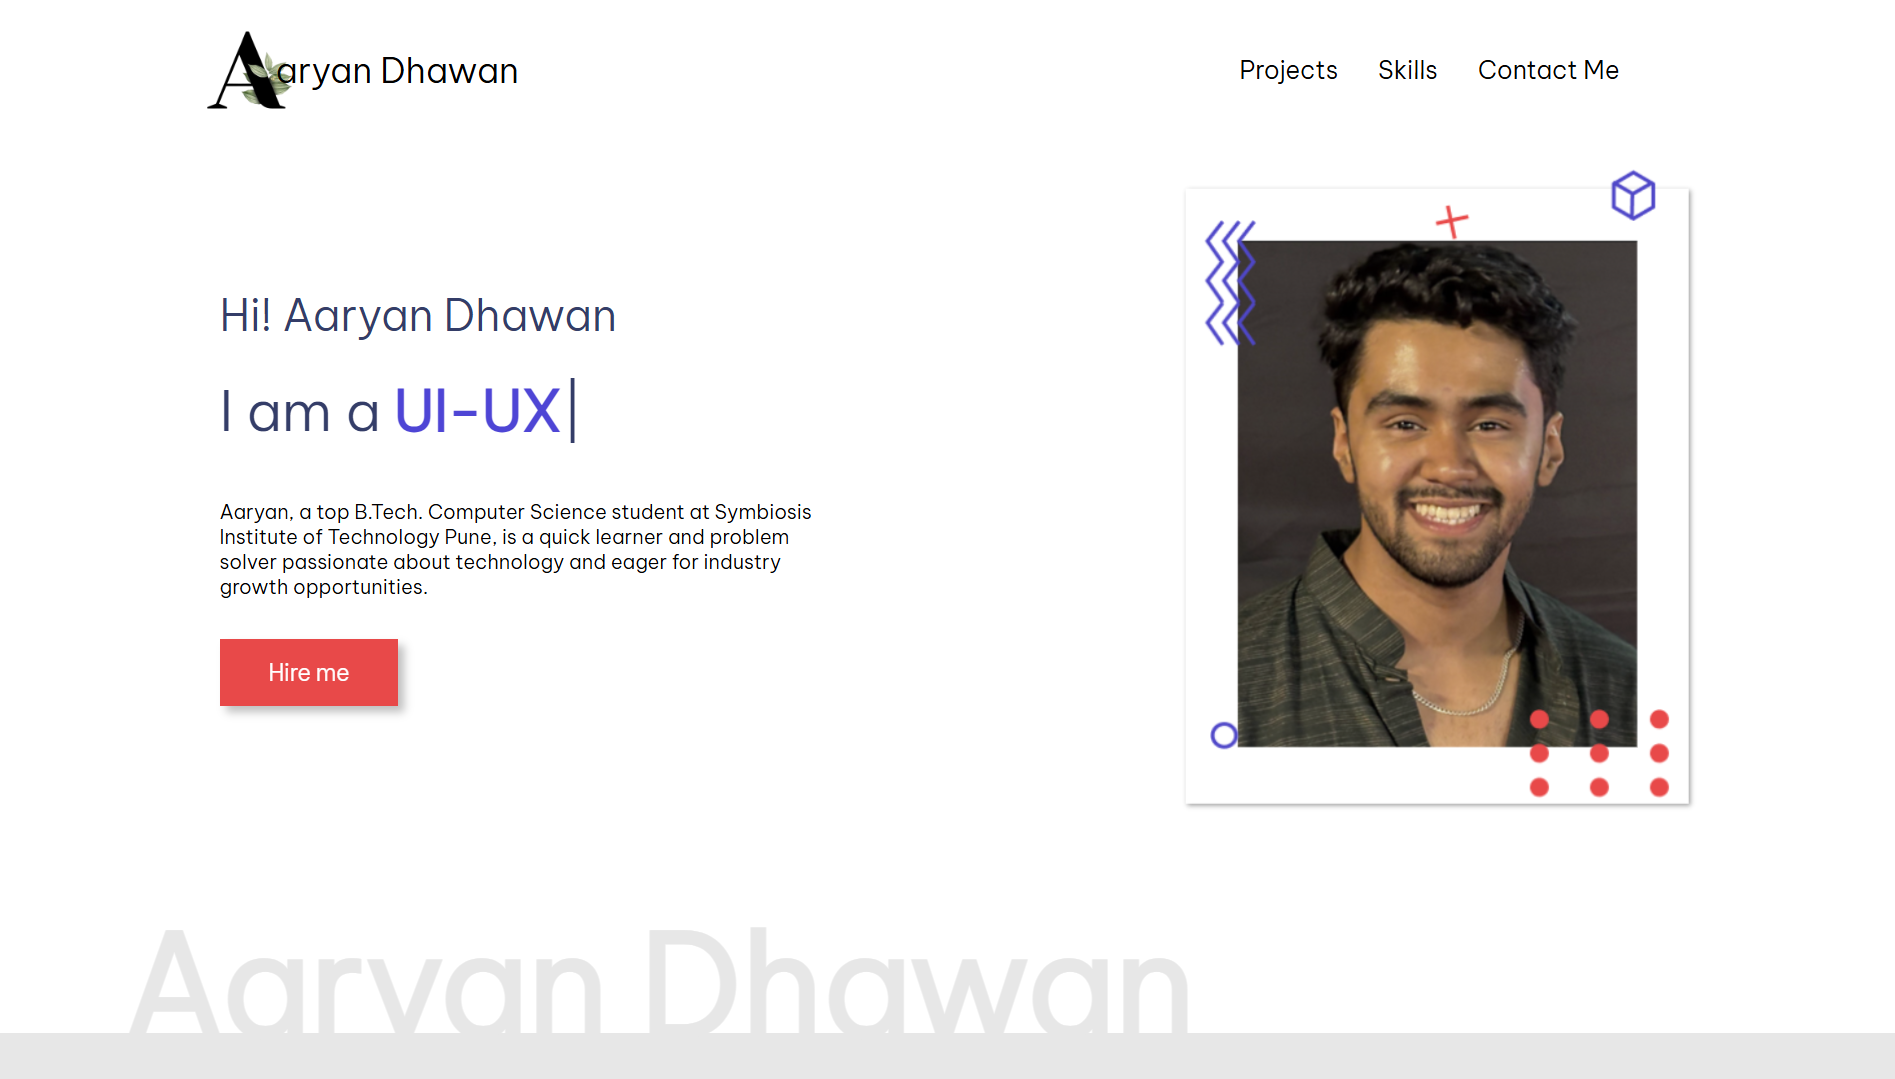 Aaryan Dhawan
Projects Skills Contact Me
Hi! Aaryan Dhawan
I am a UI-UX|
Aaryan, a top B.Tech. Computer Science student at Symbiosis
Institute of Technology Pune, is a quick learner and problem
solver passionate about technology and eager for industry
growth opportunities.
Hire me
Aaryan Dhawan